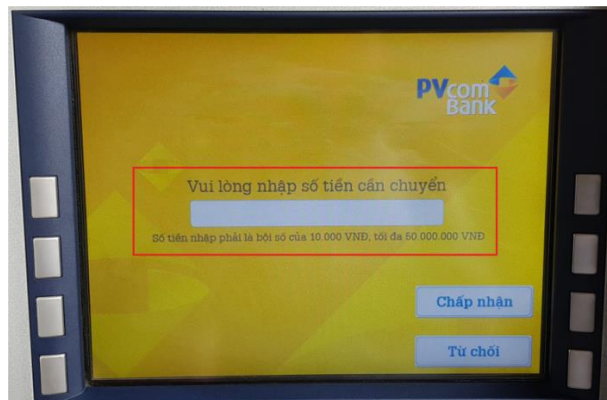 PVcom
Bank
Vui lòng nhập số tiền cần chuyển
Số tiền nhập phải là bội số của 10.000 VNĐ, tối đa 50.000.000 VNĐ
Chấp nhận
Từ chối